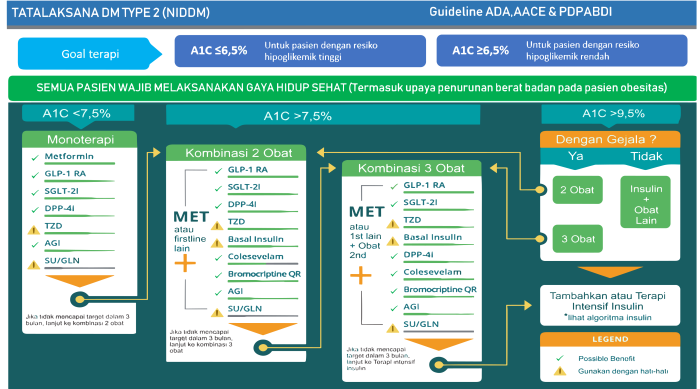 TATALAKSANA DM TYPE 2 (NIDDM)
Guideline ADA,AACE & PDPABDI
Goal terapi
A1C ≤6,5%
Untuk pasien dengan resiko
hipoglikemik tinggi
A1C ≥6,5%
Untuk pasien dengan resiko
hipoglikemik rendah
SEMUA PASIEN WAJIB MELAKSANAKAN GAYA HIDUP SEHAT (Termasuk upaya penurunan berat badan pada pasien obesitas)
A1C <7,5%
Monoterapi
Metformin
GLP-1 RA
SGLT-2I
DPP-4i
TZD
AGI
SU/GLN
Jika tidak mencapai target dalam 3
bulan, lanjut ke kombinasi 2 obat
A1C >7,5%
Kombinasi 2 Obat
MET
atau
firstline
lain
+
GLP-1 RA
SGLT-2I
DPP-4I
TZD
Basal Insulin
Colesevelam
Bromocriptine QR
AGI
SU/GLN
Jika tidak mencapai
target dalam 3 bulan,
lanjut ke kombinasi 3
obat
Kombinasi 3 Obat
MET
atau
1st lain
+ Obat
2nd
+
GLP-1 RA
SGLT-2I
TZD
Basal Insulin
DPP-4i
Colesevelam
Bromocriptine QR
AGI
SU/GLN
Jika tidak mencapai
target dalam 3 bulan,
lanjut ke Terapi intensif
insulin
A1C >9,5%
Dengan Gejala ?
Ya
Tidak
2 Obat
3 Obat
Insulin
+
Obat
Lain
Tambahkan atau Terapi
Intensif Insulin
*lihat algoritma insulin
LEGEND
Possible Benefit
Gunakan dengan hati-hati